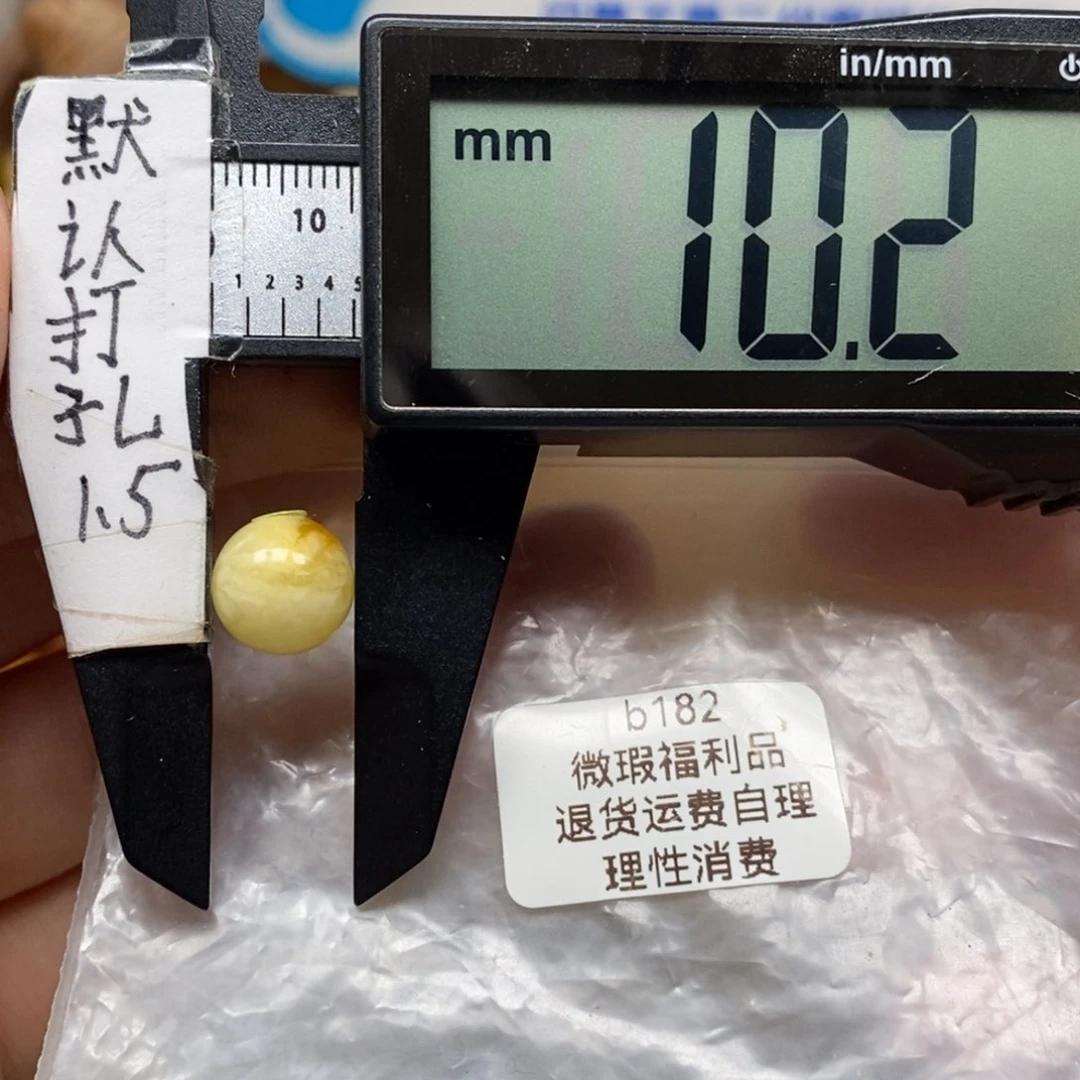 in/mm
mm
10.2
10
1 2 3 4 5
默
认
打
孔
1.5
b182
微瑕福利品
退货运费自理
理性消费